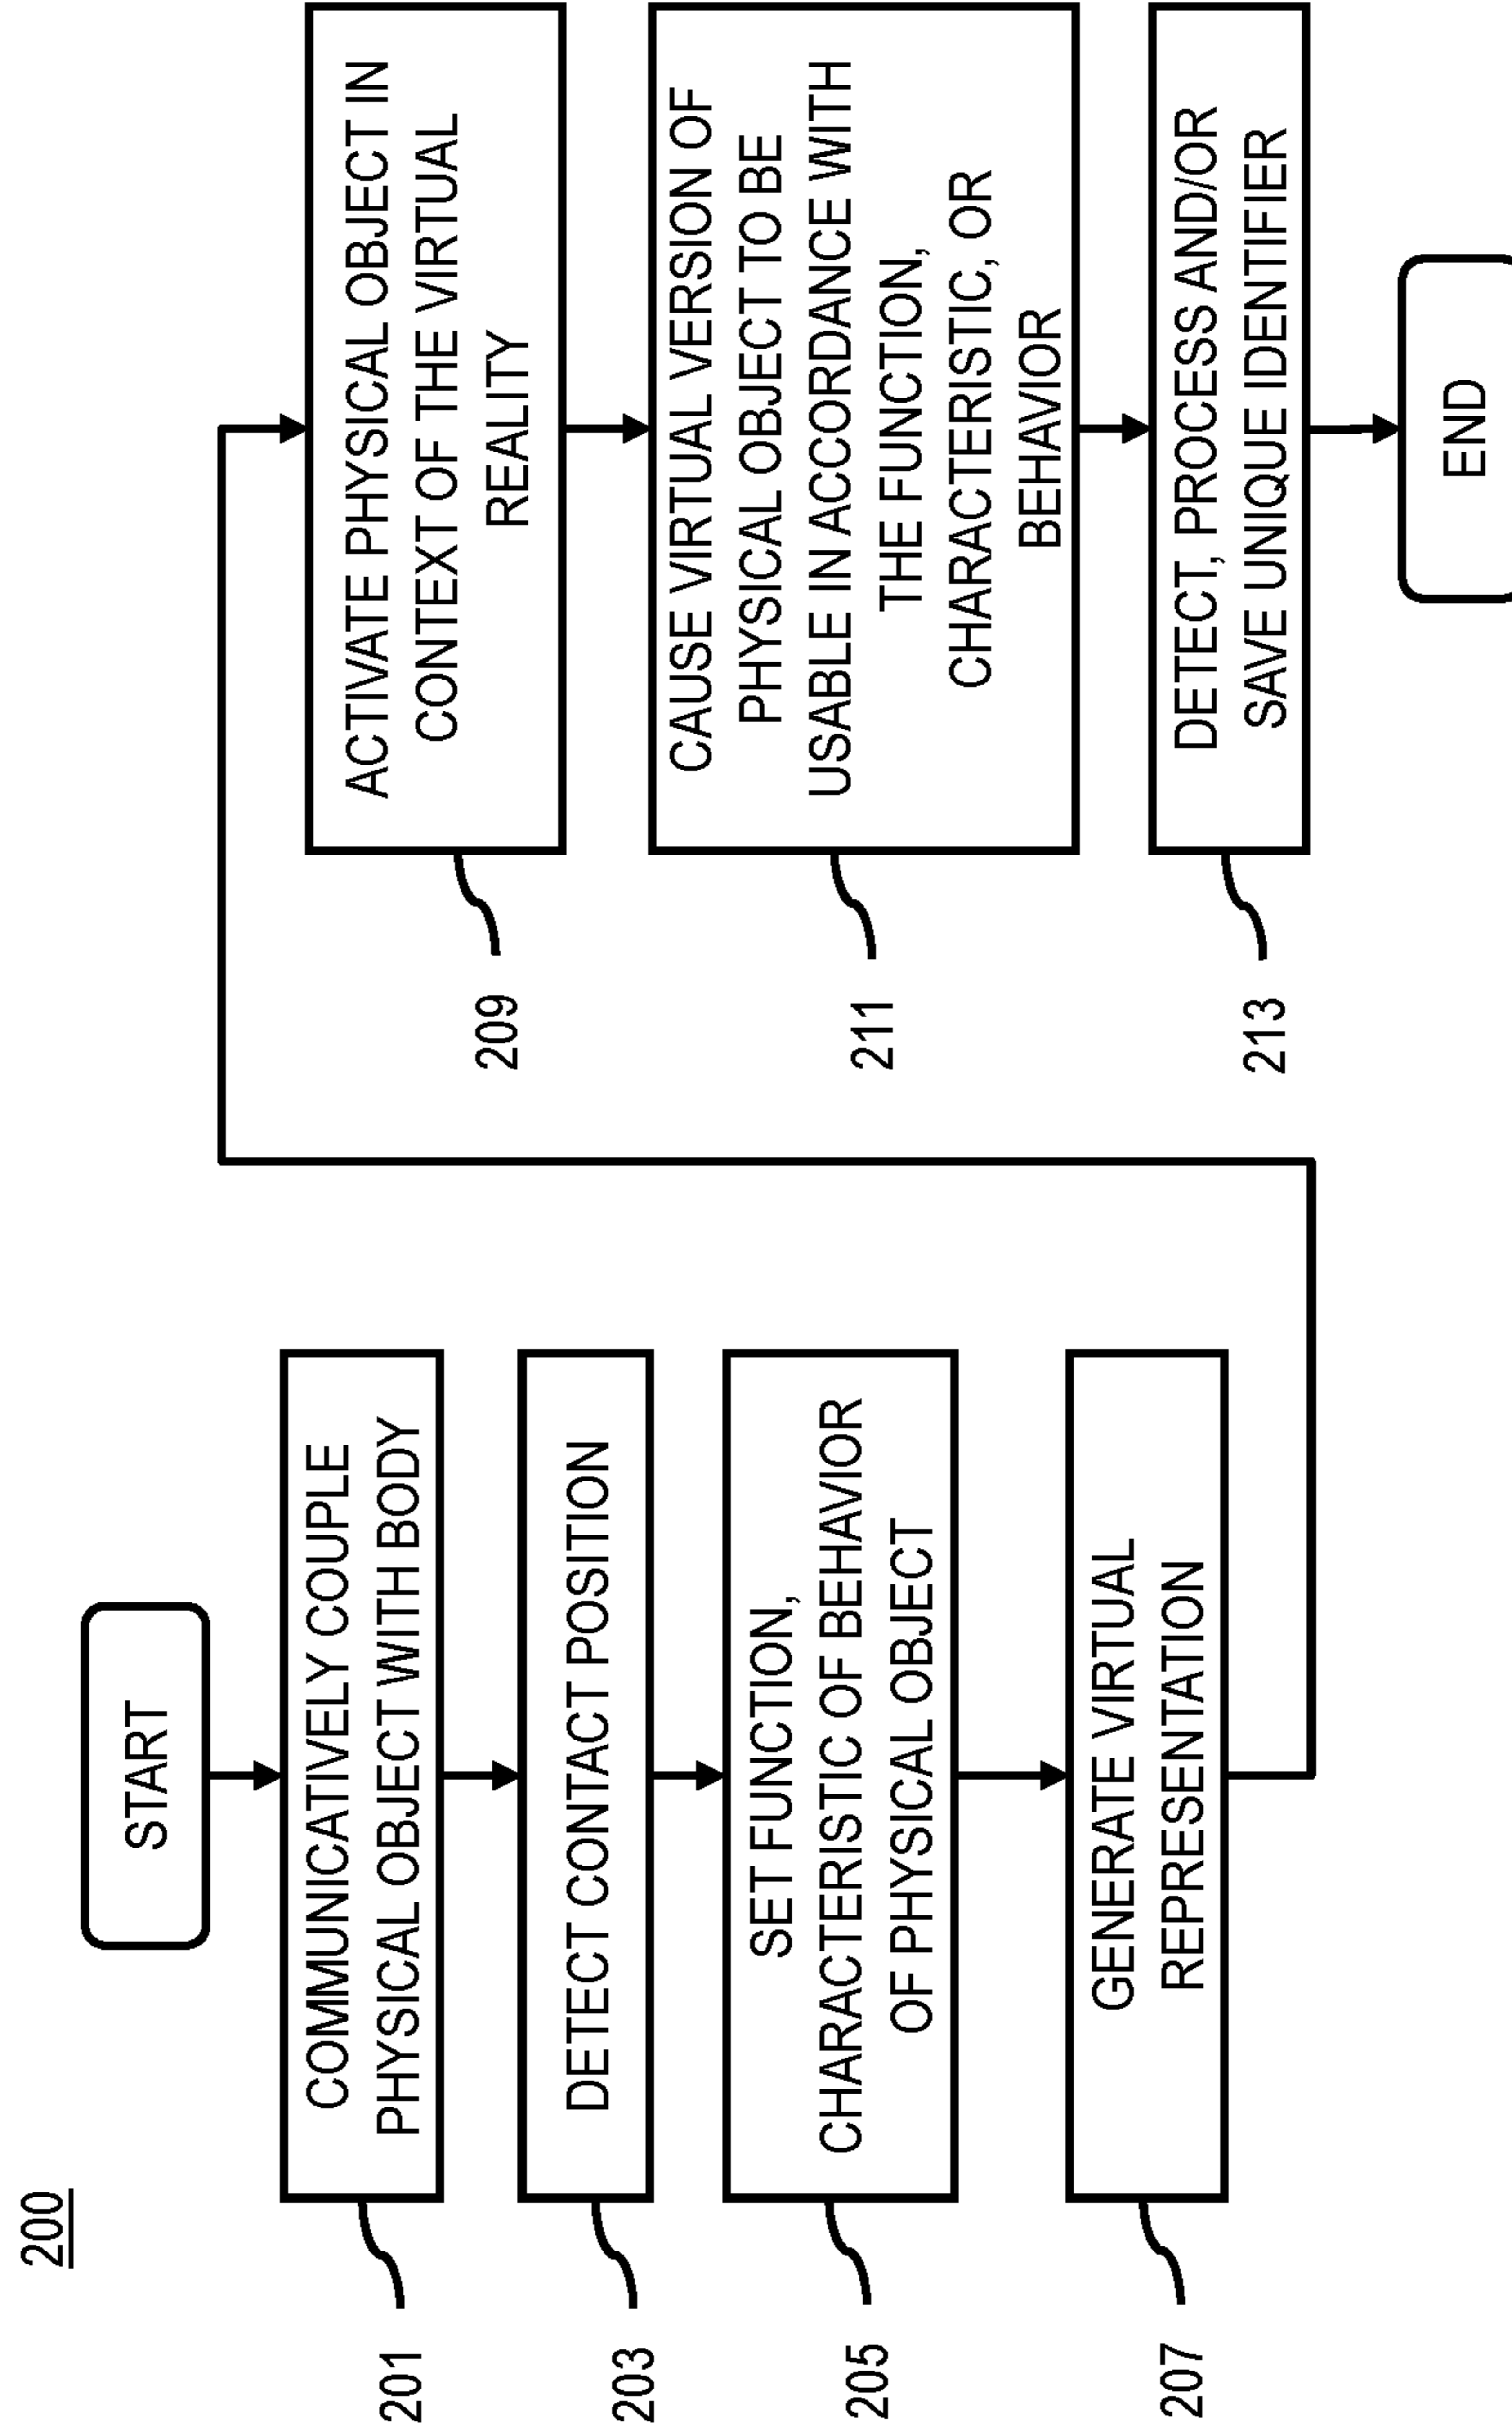 200
START
201
COMMUNICATIVELY COUPLE
PHYSICAL OBJECT WITH BODY
203
DETECT CONTACT POSITION
205
SET FUNCTION,
CHARACTERISTIC OF BEHAVIOR
OF PHYSICAL OBJECT
207
GENERATE VIRTUAL
REPRESENTATION
209
ACTIVATE PHYSICAL OBJECT IN
CONTEXT OF THE VIRTUAL
REALITY
211
CAUSE VIRTUAL VERSION OF
PHYSICAL OBJECT TO BE
USABLE IN ACCORDANCE WITH
THE FUNCTION,
CHARACTERISTIC, OR
BEHAVIOR
213
DETECT, PROCESS AND/OR
SAVE UNIQUE IDENTIFIER
END